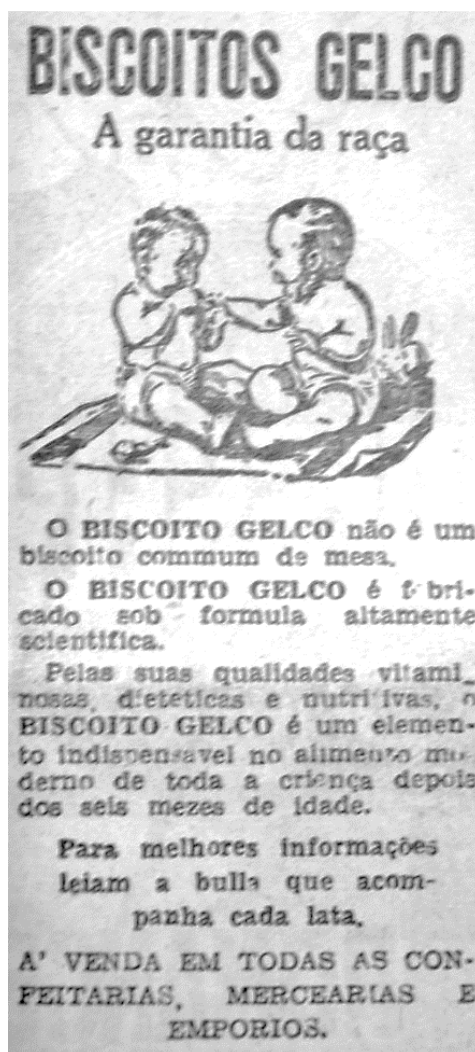 BISCOITOS GELCO
A garantia da raça
O BISCOITO GELCO não é um
biscoito commum de mesa.
O BISCOITO GELCO é fabri-
cado sob formula altamente
scientifica.
Pelas suas qualidades vitami_
nosas, dieteticas e nutritivas, o
BISCOITO GELCO é um elemen-
to indispensavel no alimento mo-
derno de toda a criença depois
dos seis mezes de idade.
Para melhores informações
leiam a bulla que acom-
panha cada lata.
A' VENDA EM TODAS AS CON-
FEITARIAS, MERCEARIAS E
EMPORIOS.